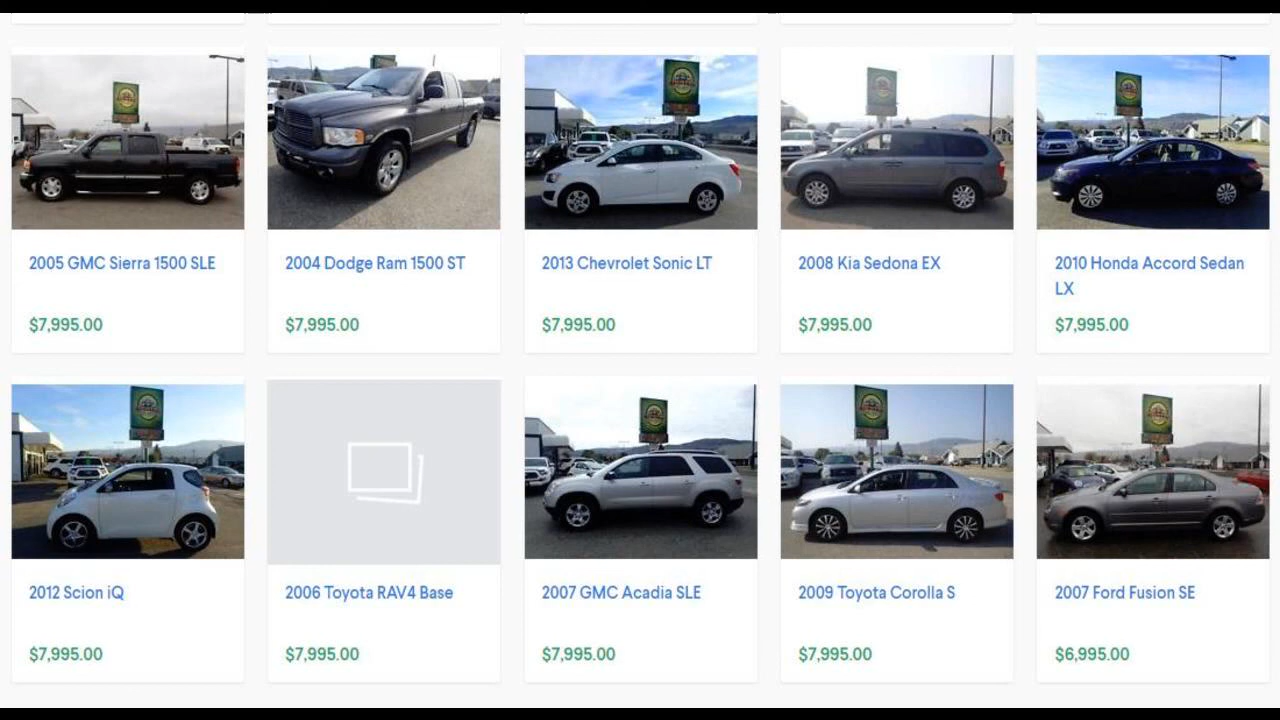 2005 GMC Sierra 1500 SLE
$7,995.00
2004 Dodge Ram 1500 ST
$7,995.00
2013 Chevrolet Sonic LT
$7,995.00
2008 Kia Sedona EX
$7,995.00
2010 Honda Accord Sedan
LX
$7,995.00
2012 Scion iQ
$7,995.00
2006 Toyota RAV4 Base
$7,995.00
2007 GMC Acadia SLE
$7,995.00
2009 Toyota Corolla S
$7,995.00
2007 Ford Fusion SE
$6,995.00